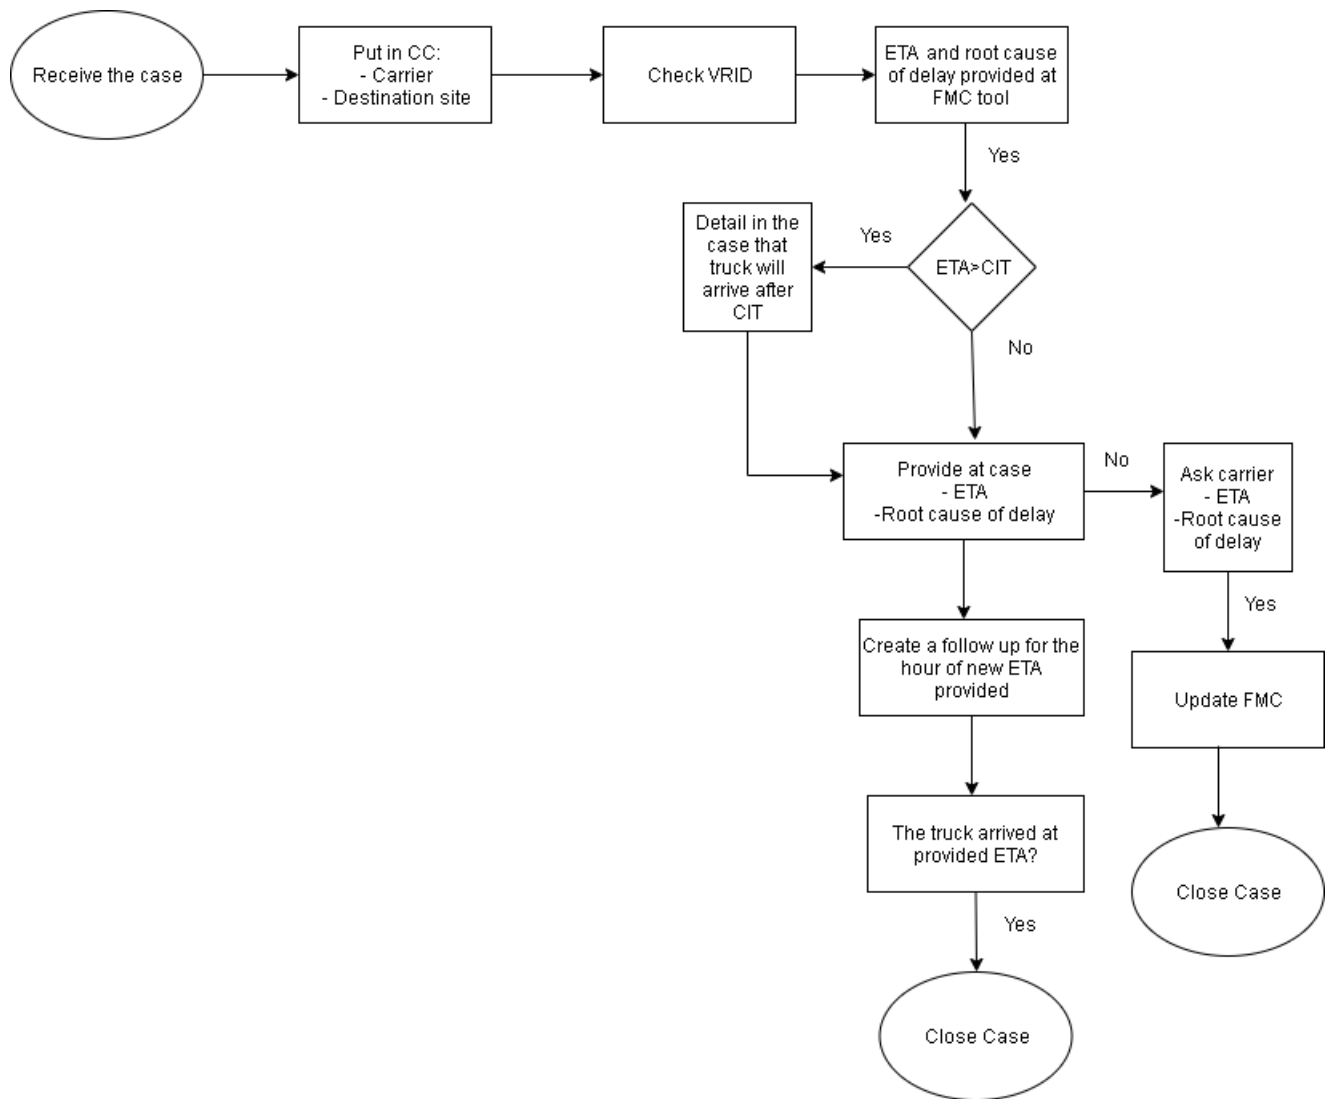 Receive the case
Put in CC:
- Carrier
- Destination site
Check VRID
ETA and root cause
of delay provided at
FMC tool
Yes
Detail in the
case that
truck will
arrive after
CIT
Yes
ETA>CIT
No
Provide at case
- ETA
-Root cause of delay
No
Ask carrier
- ETA
-Root cause
of delay
Yes
Create a follow up for the
hour of new ETA
provided
Update FMC
The truck arrived at
provided ETA?
Yes
Close Case
Close Case